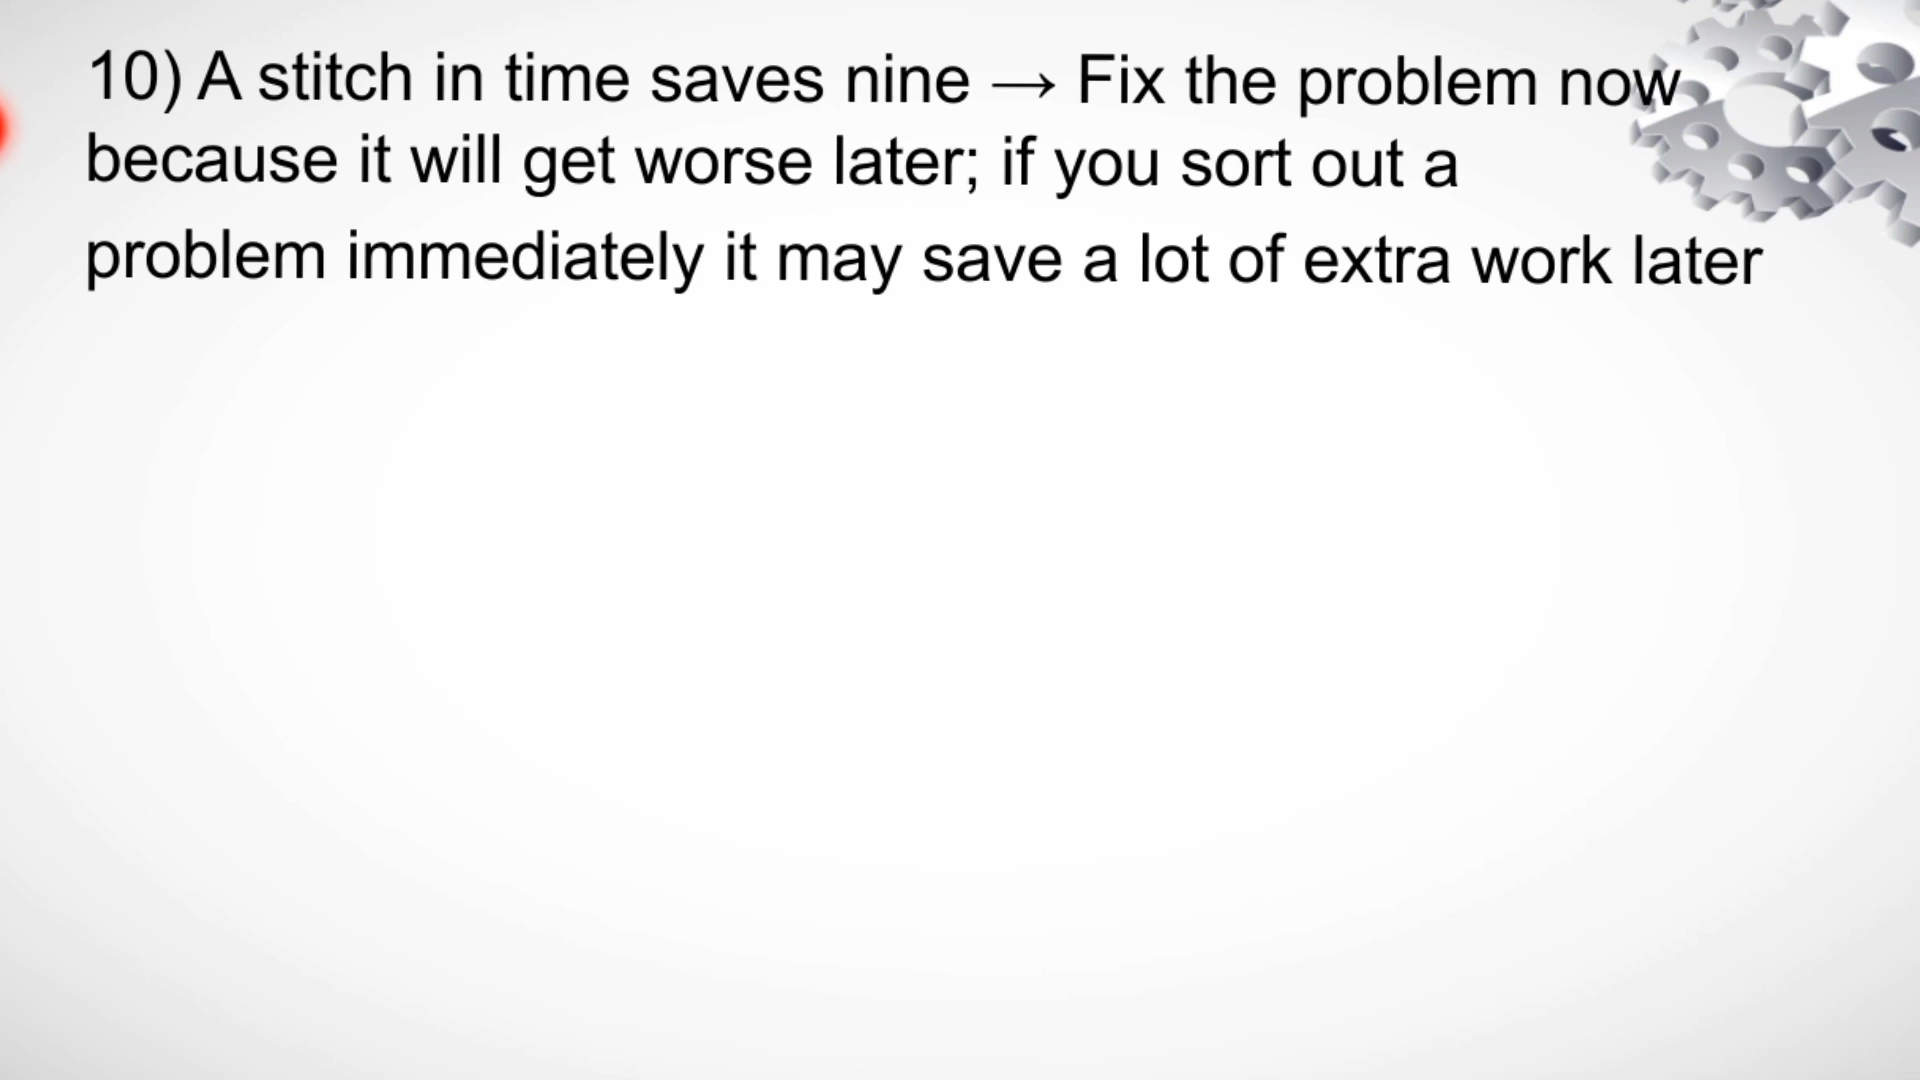 10) A stitch in time saves nine → Fix the problem now
because it will get worse later; if you sort out a
problem immediately it may save a lot of extra work later